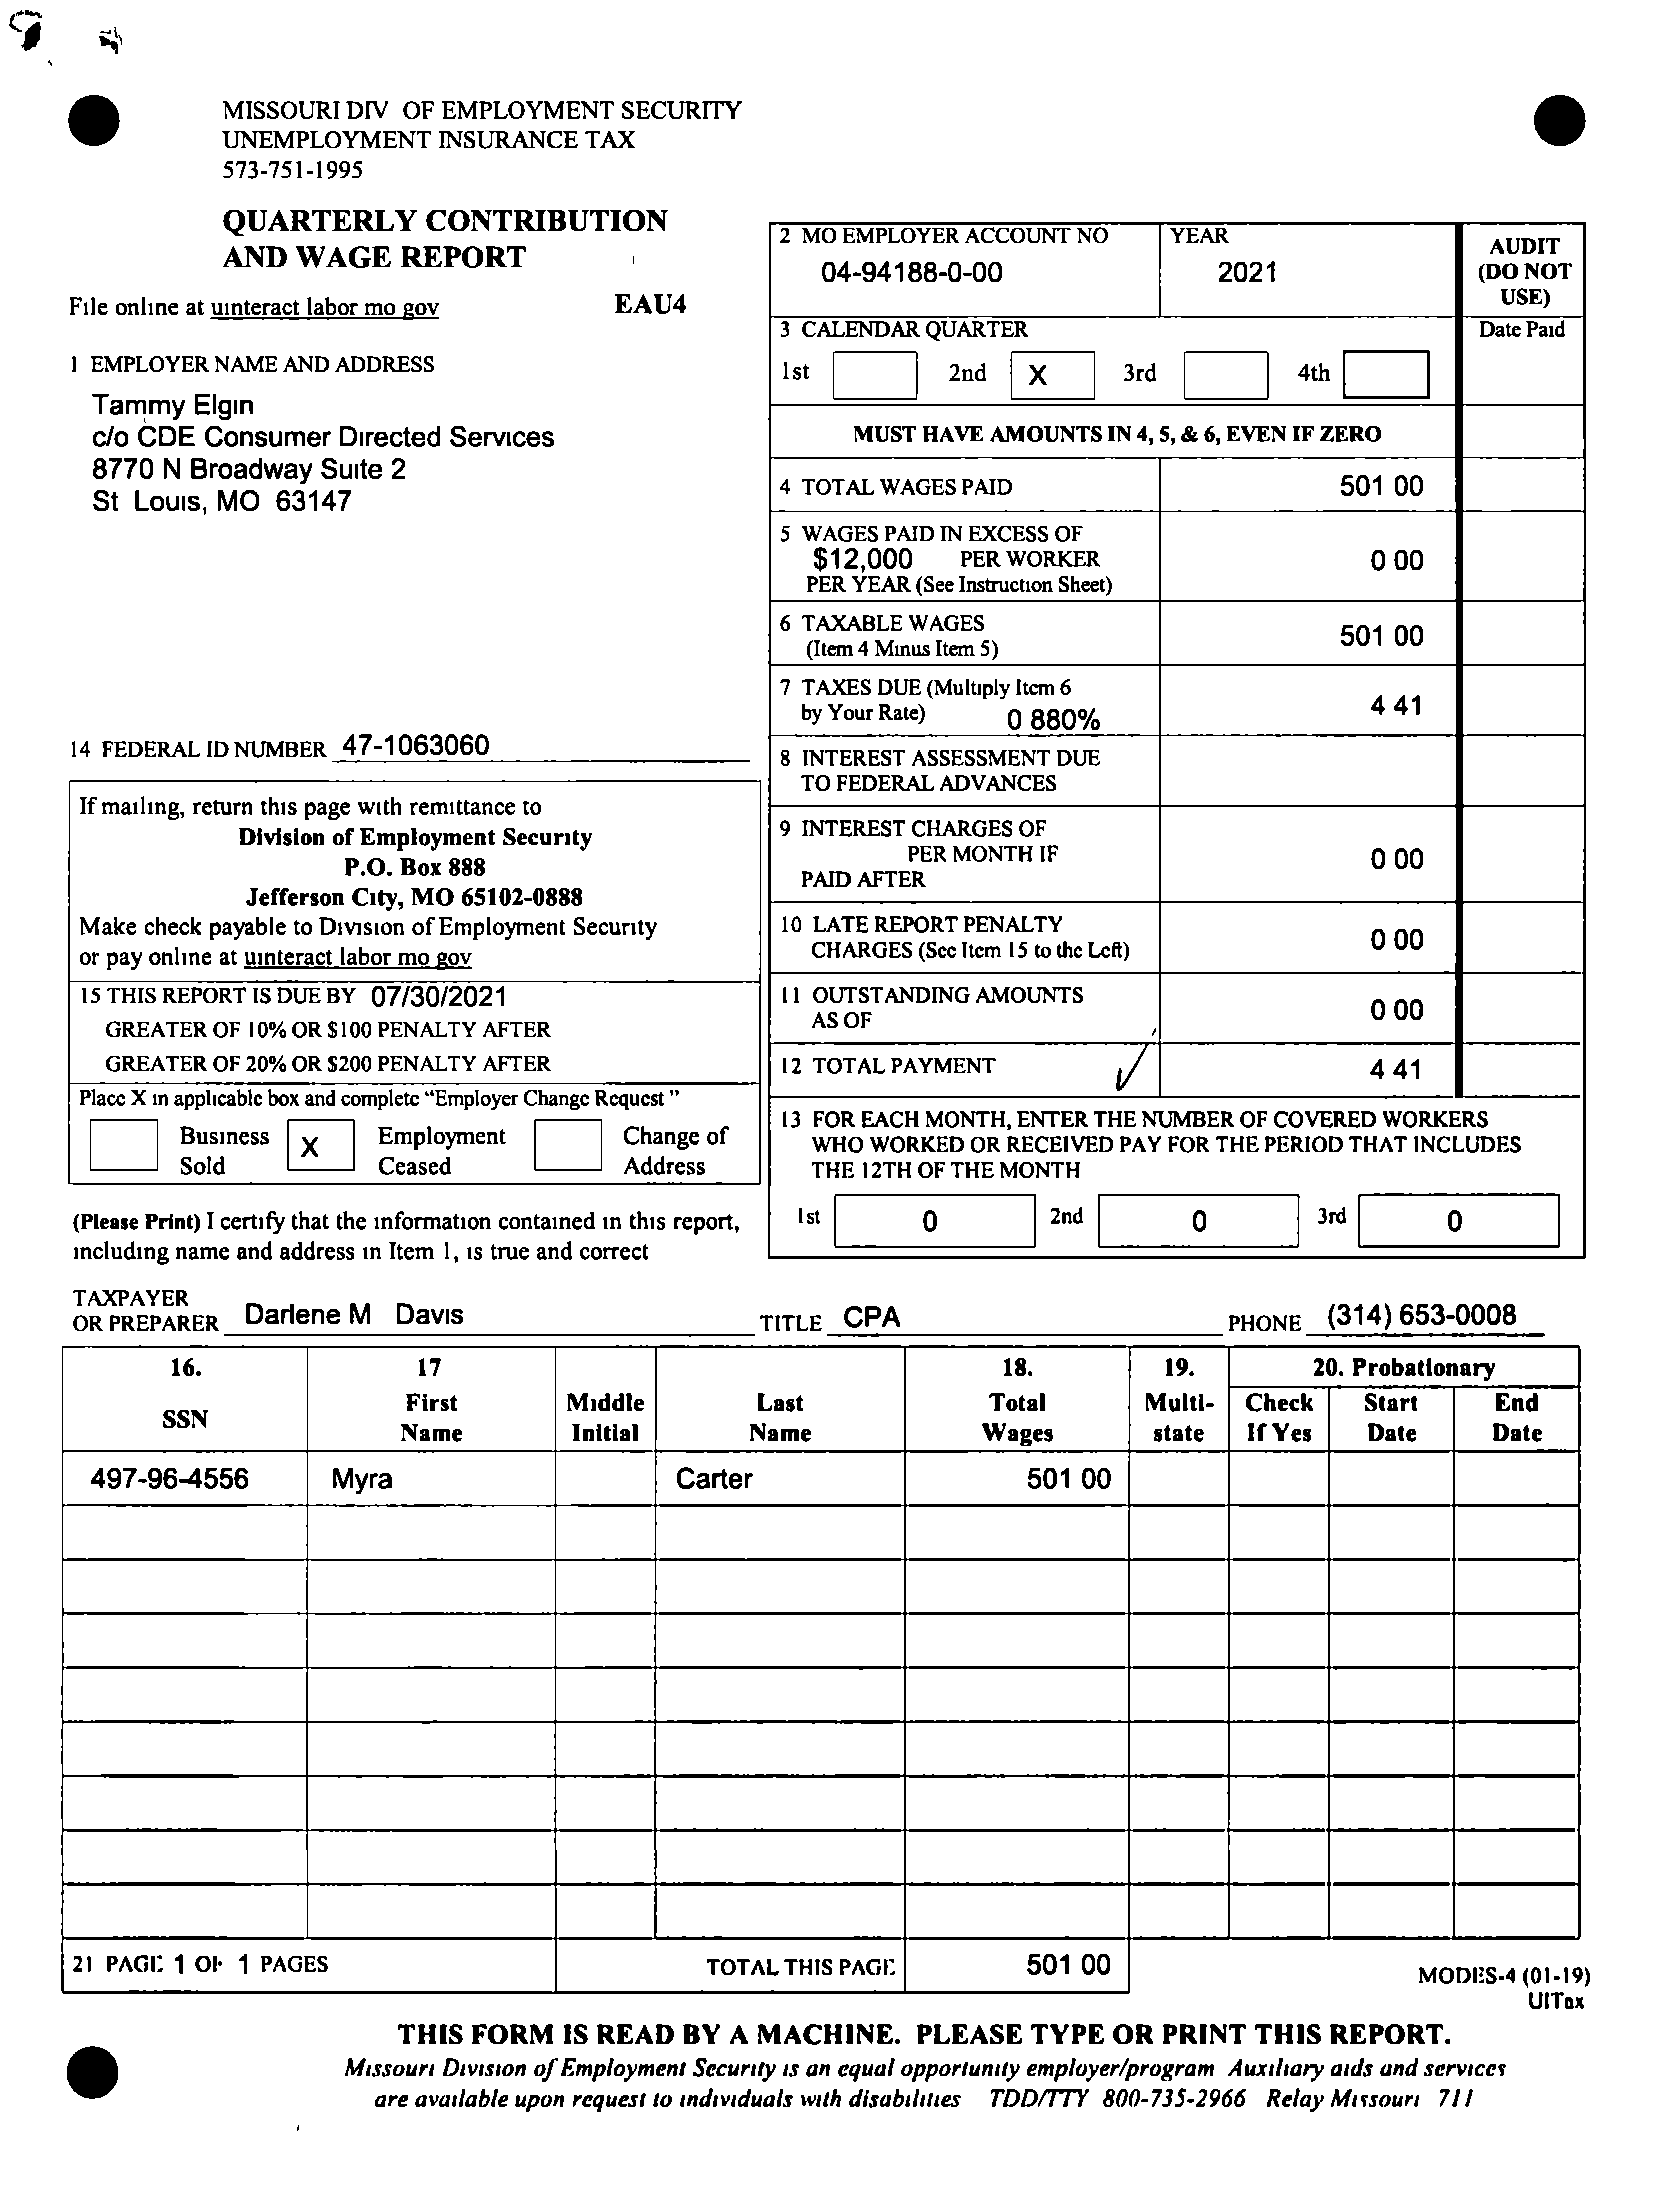 MISSOURI DIV OF EMPLOYMENT SECURITY
UNEMPLOYMENT INSURANCE TAX
573-751-1995
QUARTERLY CONTRIBUTION
AND WAGE REPORT
File online at uinteract labor mo gov EAU4
1 EMPLOYER NAME AND ADDRESS
Tammy Elgin
c/o CDE Consumer Directed Services
8770 N Broadway Suite 2
St Louis, MO 63147
14 FEDERAL ID NUMBER 47-1063060
If mailing, return this page with remittance to
Division of Employment Security
P.O. Box 888
Jefferson City, MO 65102-0888
Make check payable to Division of Employment Security
or pay online at uinteract labor mo gov
15 THIS REPORT IS DUE BY 07/30/2021
GREATER OF 10% OR $100 PENALTY AFTER
GREATER OF 20% OR $200 PENALTY AFTER
Place X in applicable box and complete “Employer Change Request ”
Business Sold X Employment Ceased Change of Address
(Please Print) I certify that the information contained in this report,
including name and address in Item 1, is true and correct
2 MO EMPLOYER ACCOUNT NO YEAR AUDIT
04-94188-0-00 2021 (DO NOT
USE)
3 CALENDAR QUARTER Date Paid
1st 2nd X 3rd 4th
MUST HAVE AMOUNTS IN 4, 5, & 6, EVEN IF ZERO
4 TOTAL WAGES PAID 501 00
5 WAGES PAID IN EXCESS OF
$12,000 PER WORKER 0 00
PER YEAR (See Instruction Sheet)
6 TAXABLE WAGES
(Item 4 Minus Item 5) 501 00
7 TAXES DUE (Multiply Item 6
by Your Rate) 0 880% 4 41
8 INTEREST ASSESSMENT DUE
TO FEDERAL ADVANCES
9 INTEREST CHARGES OF
PER MONTH IF 0 00
PAID AFTER
10 LATE REPORT PENALTY
CHARGES (See Item 15 to the Left) 0 00
11 OUTSTANDING AMOUNTS
AS OF 0 00
12 TOTAL PAYMENT 4 41
13 FOR EACH MONTH, ENTER THE NUMBER OF COVERED WORKERS
WHO WORKED OR RECEIVED PAY FOR THE PERIOD THAT INCLUDES
THE 12TH OF THE MONTH
1st 0 2nd 0 3rd 0
TAXPAYER
OR PREPARER Darlene M Davis TITLE CPA PHONE (314) 653-0008
16. 17 18. 19. 20. Probationary
SSN First Name Middle Initial Last Name Total Wages Multi-state Check If Yes Start Date End Date
497-96-4556 Myra Carter 501 00
21 PAGE 1 OF 1 PAGES TOTAL THIS PAGE 501 00
MODES-4 (01-19)
UITax
THIS FORM IS READ BY A MACHINE. PLEASE TYPE OR PRINT THIS REPORT.
Missouri Division of Employment Security is an equal opportunity employer/program Auxiliary aids and services
are available upon request to individuals with disabilities TDD/TTY 800-735-2966 Relay Missouri 711